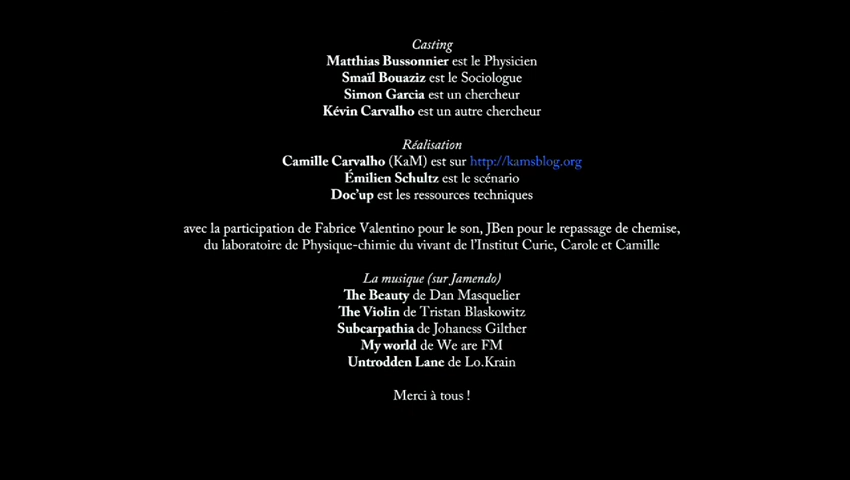 Casting
Matthias Bussonnier est le Physicien
Smaïl Bouaziz est le Sociologue
Simon Garcia est un chercheur
Kévin Carvalho est un autre chercheur
Réalisation
Camille Carvalho (KaM) est sur http://kamsblog.org
Émilien Schultz est le scénario
Doc'up est les ressources techniques
avec la participation de Fabrice Valentino pour le son, JBen pour le repassage de chemise,
du laboratoire de Physique-chimie du vivant de l'Institut Curie, Carole et Camille
La musique (sur Jamendo)
The Beauty de Dan Masquelier
The Violin de Tristan Blaskowitz
Subcarpathia de Johaness Gilther
My world de We are FM
Untrodden Lane de Lo.Krain
Merci à tous !